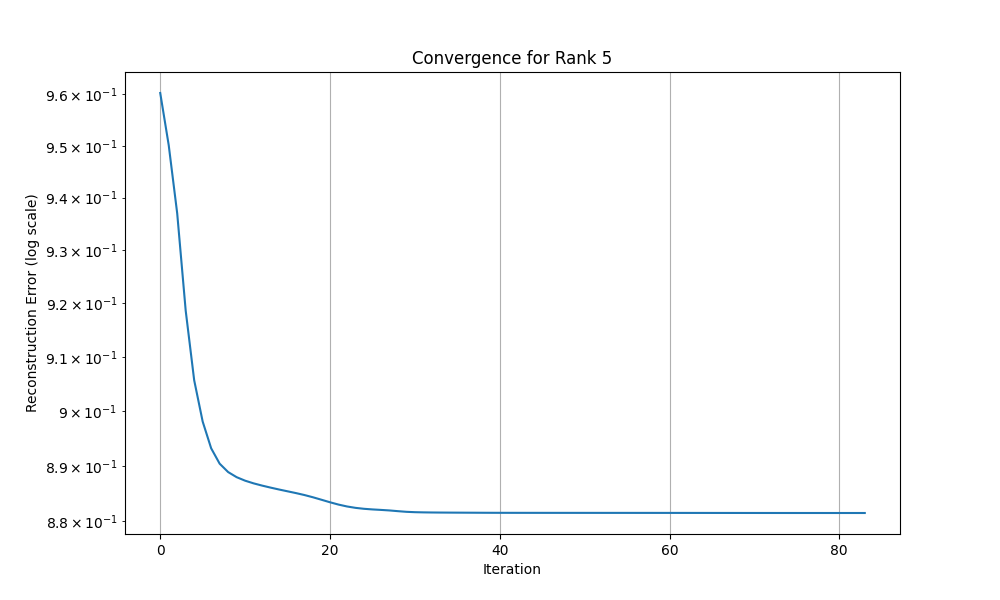 Convergence for Rank 5
Reconstruction Error (log scale)
9.6 × 10⁻¹
9.5 × 10⁻¹
9.4 × 10⁻¹
9.3 × 10⁻¹
9.2 × 10⁻¹
9.1 × 10⁻¹
9 × 10⁻¹
8.9 × 10⁻¹
8.8 × 10⁻¹
0 20 40 60 80
Iteration